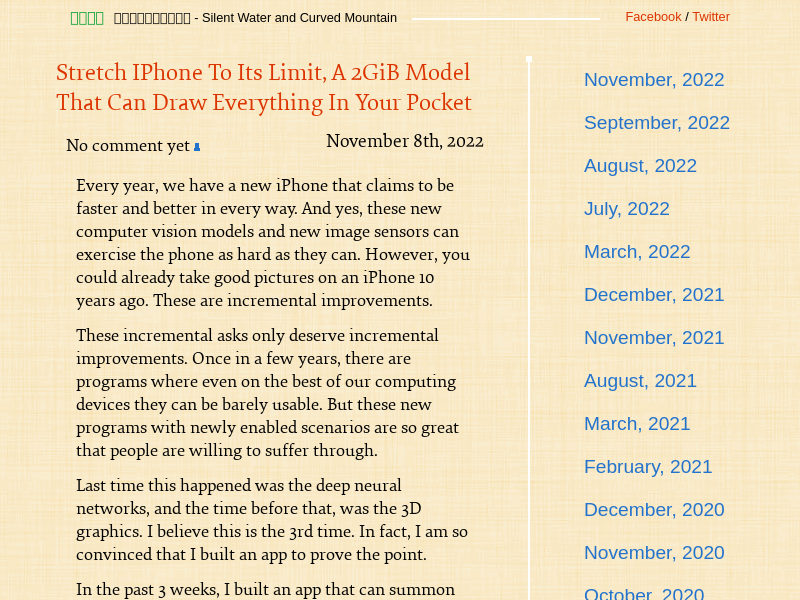 - Silent Water and Curved Mountain
Facebook / Twitter
Stretch IPhone To Its Limit, A 2GiB Model
That Can Draw Everything In Your Pocket
No comment yet
November 8th, 2022
Every year, we have a new iPhone that claims to be
faster and better in every way. And yes, these new
computer vision models and new image sensors can
exercise the phone as hard as they can. However, you
could already take good pictures on an iPhone 10
years ago. These are incremental improvements.
These incremental asks only deserve incremental
improvements. Once in a few years, there are
programs where even on the best of our computing
devices they can be barely usable. But these new
programs with newly enabled scenarios are so great
that people are willing to suffer through.
Last time this happened was the deep neural
networks, and the time before that, was the 3D
graphics. I believe this is the 3rd time. In fact, I am so
convinced that I built an app to prove the point.
In the past 3 weeks, I built an app that can summon
November, 2022
September, 2022
August, 2022
July, 2022
March, 2022
December, 2021
November, 2021
August, 2021
March, 2021
February, 2021
December, 2020
November, 2020
October, 2020